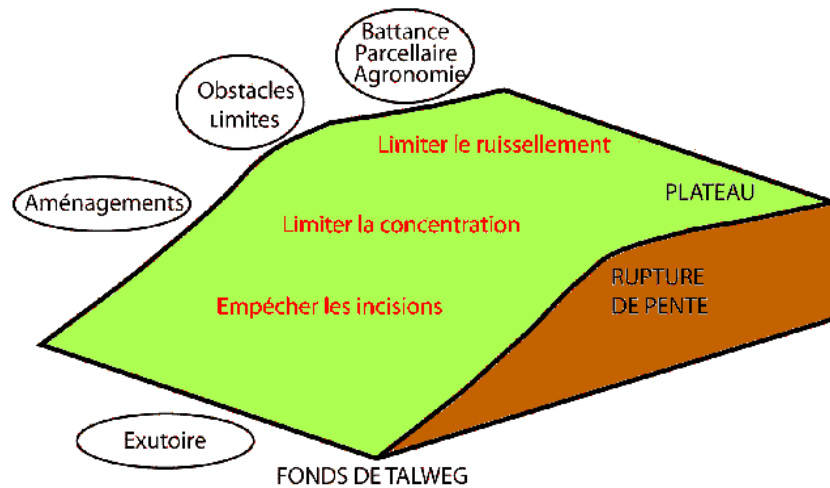 Battance
Parcellaire
Agronomie
Obstacles
Limites
Limiter le ruissellement
Aménagements
PLATEAU
Limiter la concentration
RUPTURE
DE PENTE
Empécher les incisions
Exutoire
FONDS DE TALWEG